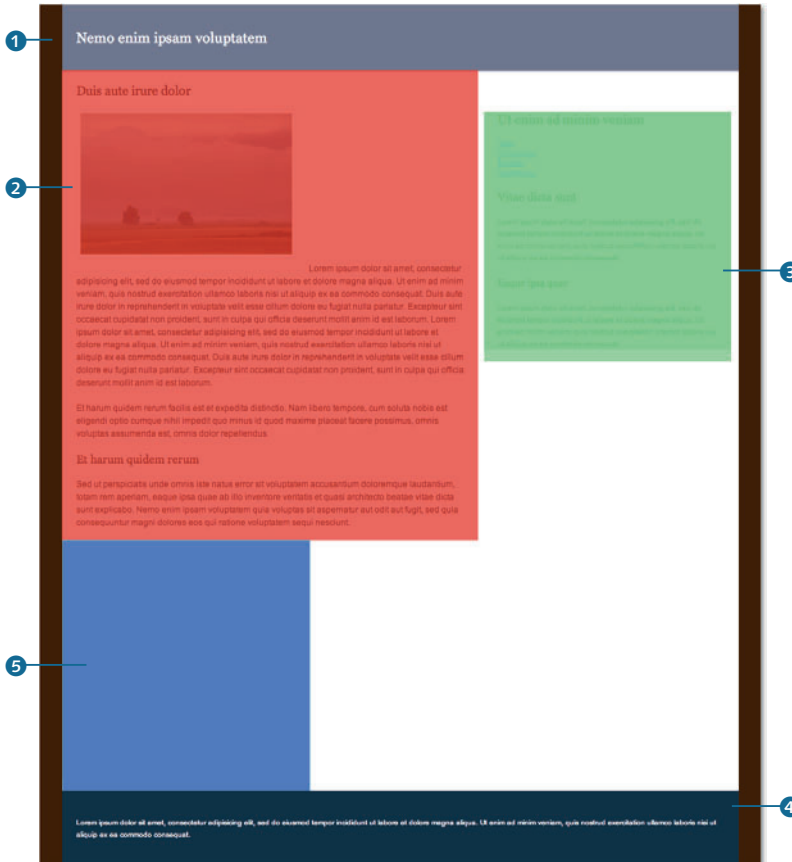 1
Nemo enim ipsam voluptatem
Duis aute irure dolor
2
Ut enim ad minim veniam
3
Lorem ipsum dolor sit amet, consectetur
adipisicing elit, sed do eiusmod tempor incididunt ut labore et dolore magna aliqua. Ut enim ad minim
veniam, quis nostrud exercitation ullamco laboris nisi ut aliquip ex ea commodo consequat. Duis aute
irure dolor in reprehenderit in voluptate velit esse cillum dolore eu fugiat nulla pariatur. Excepteur sint
occaecat cupidatat non proident, sunt in culpa qui officia deserunt mollit anim id est laborum. Lorem
ipsum dolor sit amet, consectetur adipisicing elit, sed do eiusmod tempor incididunt ut labore et
dolore magna aliqua. Ut enim ad minim veniam, quis nostrud exercitation ullamco laboris nisi ut
aliquip ex ea commodo consequat. Duis aute irure dolor in reprehenderit in voluptate velit esse cillum
dolore eu fugiat nulla pariatur. Excepteur sint occaecat cupidatat non proident, sunt in culpa qui officia
deserunt mollit anim id est laborum.
Et harum quidem rerum facilis est et expedita distinctio. Nam libero tempore, cum soluta nobis est
eligendi optio cumque nihil impedit quo minus id quod maxime placeat facere possimus, omnis
voluptas assumenda est, omnis dolor repellendus.
Et harum quidem rerum
Sed ut perspiciatis unde omnis iste natus error sit voluptatem accusantium doloremque laudantium,
totam rem aperiam, eaque ipsa quae ab illo inventore veritatis et quasi architecto beatae vitae dicta
sunt explicabo. Nemo enim ipsam voluptatem quia voluptas sit aspernatur aut odit aut fugit, sed quia
consequuntur magni dolores eos qui ratione voluptatem sequi nesciunt.
5
4
Lorem ipsum dolor sit amet, consectetur adipisicing elit, sed do eiusmod tempor incididunt ut labore et dolore magna aliqua. Ut enim ad minim veniam, quis nostrud exercitation ullamco laboris nisi ut
aliquip ex ea commodo consequat.